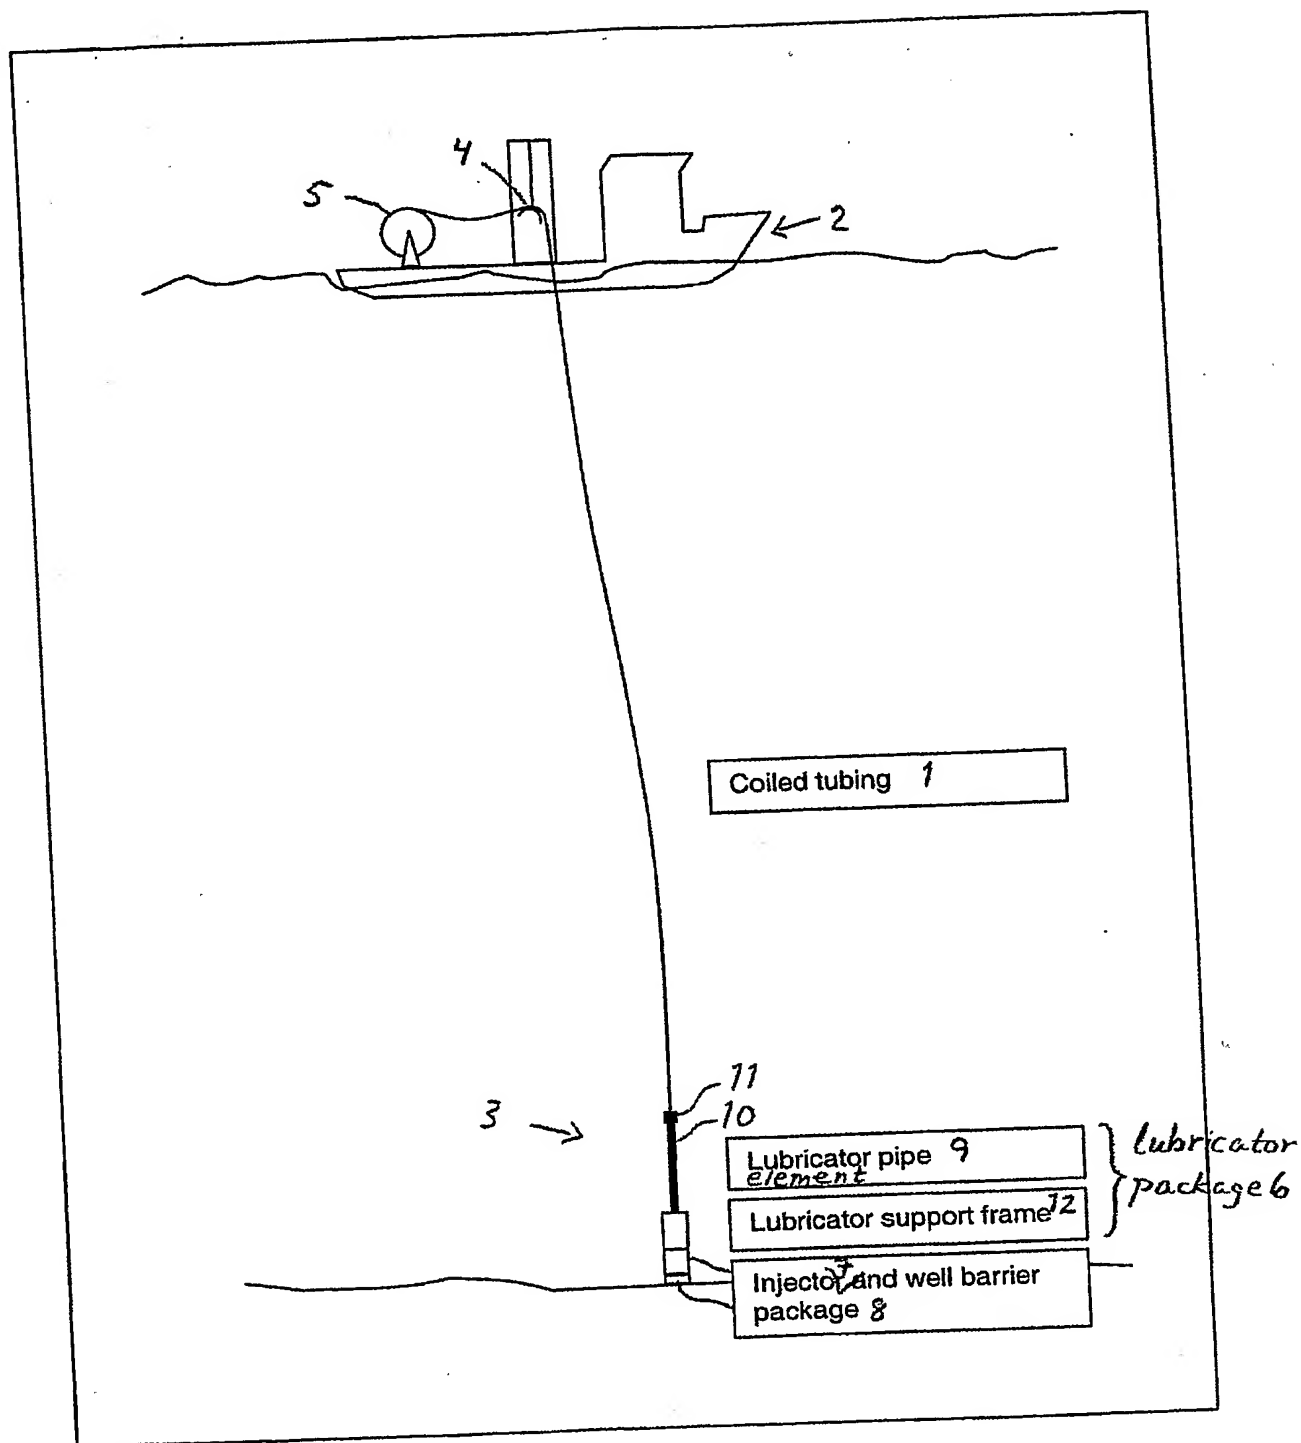 4
5
2
Coiled tubing 1
11
10
3
Lubricator pipe 9
element
Lubricator support frame 12
lubricator
package 6
Injector 7 and well barrier
package 8